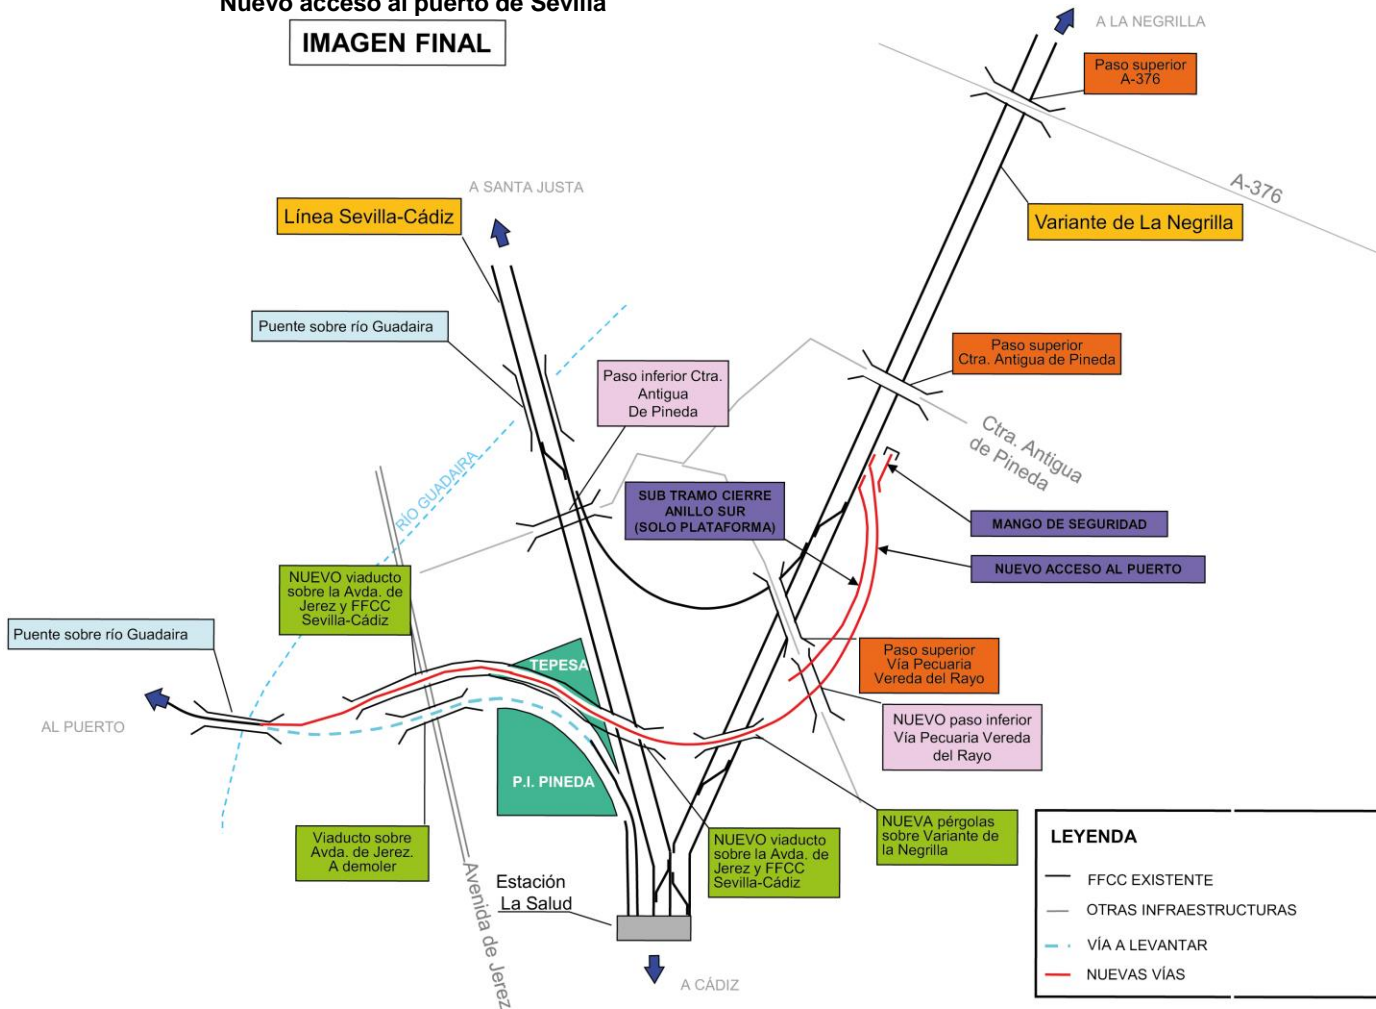 Nuevo acceso al puerto de Sevilla
IMAGEN FINAL
A LA NEGRILLA
Paso superior
A-376
A-376
A SANTA JUSTA
Línea Sevilla-Cádiz
Variante de La Negrilla
Puente sobre río Guadaira
Paso superior
Ctra. Antigua de Pineda
Paso inferior Ctra.
Antigua
De Pineda
Ctra. Antigua
de Pineda
RÍO GUADAIRA
SUB TRAMO CIERRE
ANILLO SUR
(SOLO PLATAFORMA)
MANGO DE SEGURIDAD
NUEVO ACCESO AL PUERTO
NUEVO viaducto
sobre la Avda. de
Jerez y FFCC
Sevilla-Cádiz
Puente sobre río Guadaira
TEPESA
Paso superior
Vía Pecuaria
Vereda del Rayo
AL PUERTO
NUEVO paso inferior
Vía Pecuaria Vereda
del Rayo
P.I. PINEDA
Viaducto sobre
Avda. de Jerez.
A demoler
NUEVO viaducto
sobre la Avda. de
Jerez y FFCC
Sevilla-Cádiz
NUEVA pérgolas
sobre Variante de
la Negrilla
Avenida de Jerez
Estación
La Salud
A CÁDIZ
LEYENDA
FFCC EXISTENTE
OTRAS INFRAESTRUCTURAS
VÍA A LEVANTAR
NUEVAS VÍAS